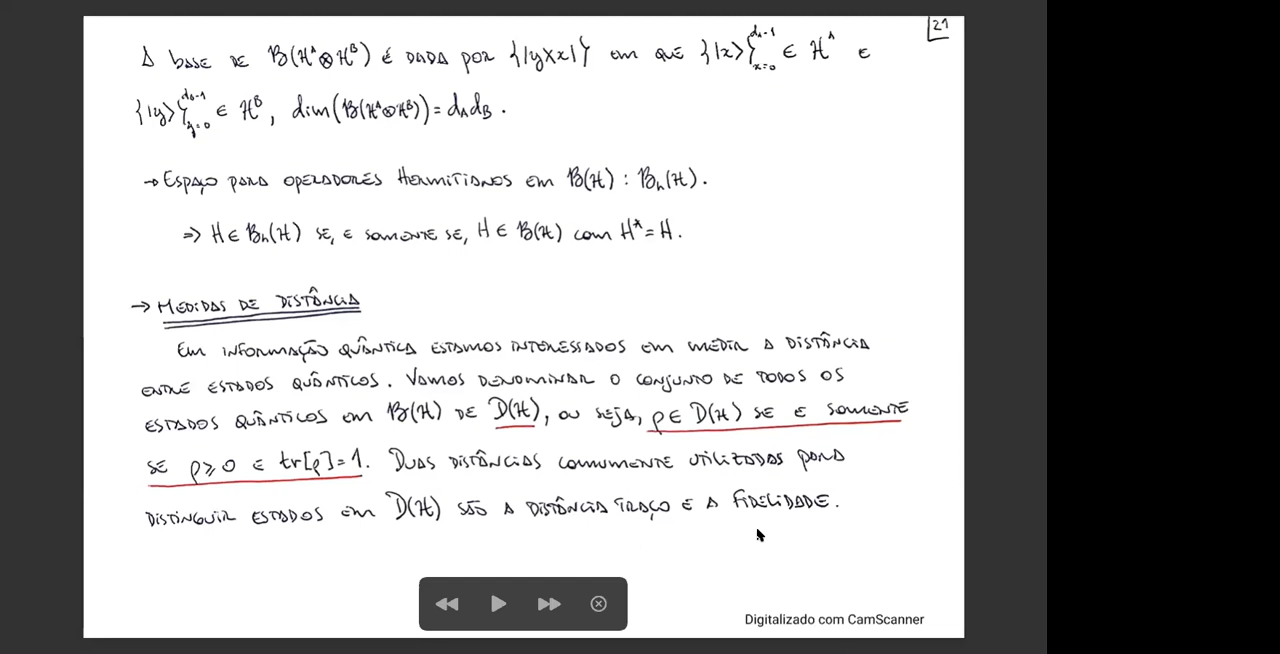 21
A BASE DE B(H^A⊗H^B) É DADA POR {|y⟩⟨x|} EM QUE {|x⟩}_{x=0}^{d_A-1} ∈ H^A E
{|y⟩}_{y=0}^{d_B-1} ∈ H^B, dim(B(H^A⊗H^B)) = d_A d_B.
→ ESPAÇO PARA OPERADORES HERMITIANOS EM B(H) : B_h(H).
⇒ H ∈ B_h(H) SE, E SOMENTE SE, H ∈ B(H) COM H* = H.
→ MEDIDAS DE DISTÂNCIA
EM INFORMAÇÃO QUÂNTICA ESTAMOS INTERESSADOS EM MEDIR A DISTÂNCIA
ENTRE ESTADOS QUÂNTICOS. VAMOS DENOMINAR O CONJUNTO DE TODOS OS
ESTADOS QUÂNTICOS EM B(H) DE D(H), OU SEJA, ρ ∈ D(H) SE E SOMENTE
SE ρ ⩾ 0 E tr[ρ] = 1. DUAS DISTÂNCIAS COMUMENTE UTILIZADAS PARA
DISTINGUIR ESTADOS EM D(H) SÃO A DISTÂNCIA TRAÇO E A FIDELIDADE.
Digitalizado com CamScanner